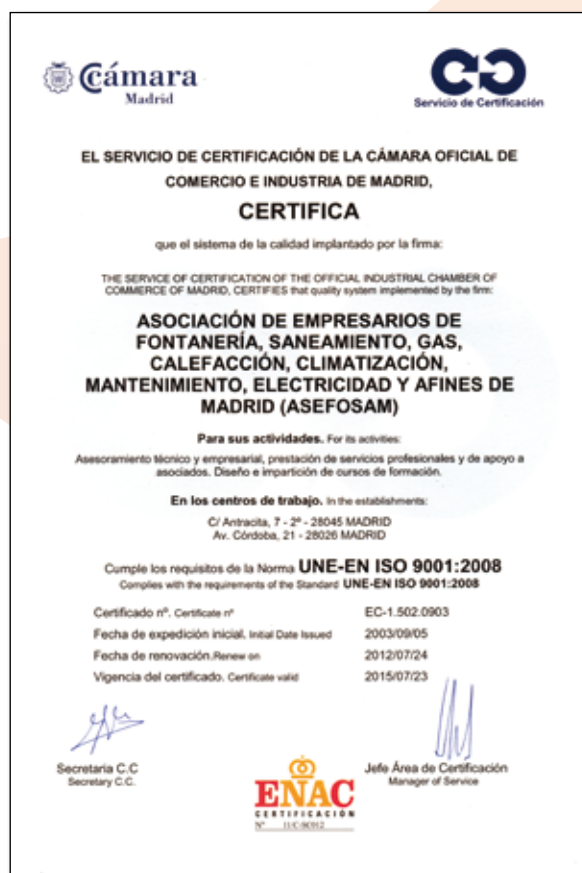 Cámara
Madrid
Servicio de Certificación
EL SERVICIO DE CERTIFICACIÓN DE LA CÁMARA OFICIAL DE
COMERCIO E INDUSTRIA DE MADRID,
CERTIFICA
que el sistema de la calidad implantado por la firma:
THE SERVICE OF CERTIFICATION OF THE OFFICIAL INDUSTRIAL CHAMBER OF
COMMERCE OF MADRID, CERTIFIES that quality system implemented by the firm:
ASOCIACIÓN DE EMPRESARIOS DE
FONTANERÍA, SANEAMIENTO, GAS,
CALEFACCIÓN, CLIMATIZACIÓN,
MANTENIMIENTO, ELECTRICIDAD Y AFINES DE
MADRID (ASEFOSAM)
Para sus actividades. For its activities:
Asesoramiento técnico y empresarial, prestación de servicios profesionales y de apoyo a
asociados. Diseño e impartición de cursos de formación.
En los centros de trabajo. In the establishments:
C/ Antracita, 7 - 2º - 28045 MADRID
Av. Córdoba, 21 - 28026 MADRID
Cumple los requisitos de la Norma UNE-EN ISO 9001:2008
Complies with the requirements of the Standard UNE-EN ISO 9001:2008
Certificado nº. Certificate nº EC-1.502.0903
Fecha de expedición inicial. Initial Date Issued 2003/09/05
Fecha de renovación.Renew on 2012/07/24
Vigencia del certificado. Certificate valid 2015/07/23
Secretaria C.C Jefe Área de Certificación
Secretary C.C. Manager of Service
ENAC
CERTIFICACIÓN
Nº 11/C-SC012